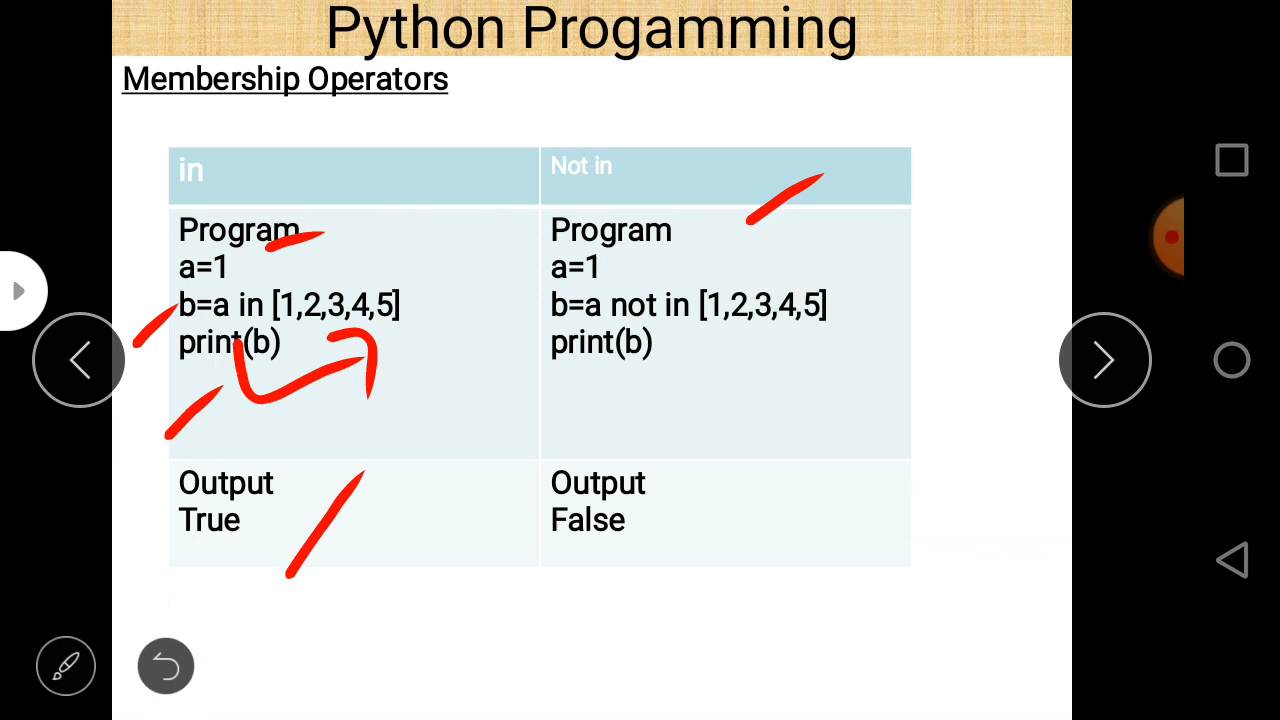 Python Progamming
Membership Operators
in
Not in
Program
a=1
b=a in [1,2,3,4,5]
print(b)
Program
a=1
b=a not in [1,2,3,4,5]
print(b)
Output
True
Output
False